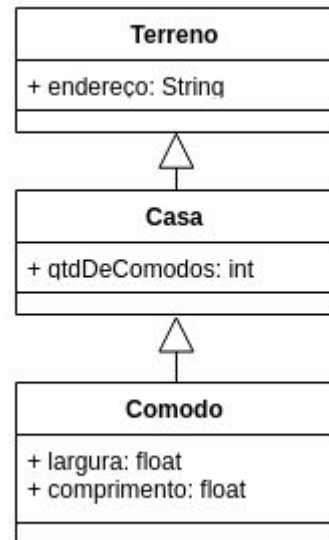 Terreno
+ endereço: String
Casa
+ qtdDeComodos: int
Comodo
+ largura: float
+ comprimento: float